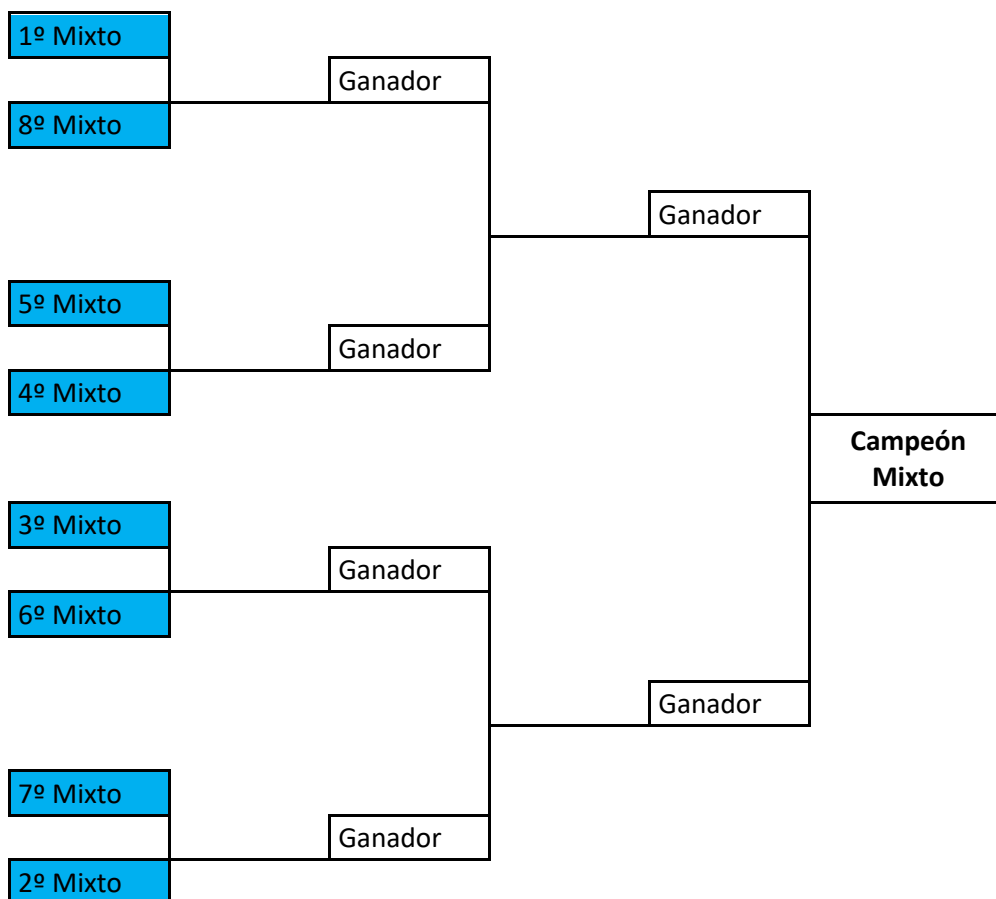 1º Mixto
Ganador
8º Mixto
Ganador
5º Mixto
Ganador
4º Mixto
Campeón
Mixto
3º Mixto
Ganador
6º Mixto
Ganador
7º Mixto
Ganador
2º Mixto